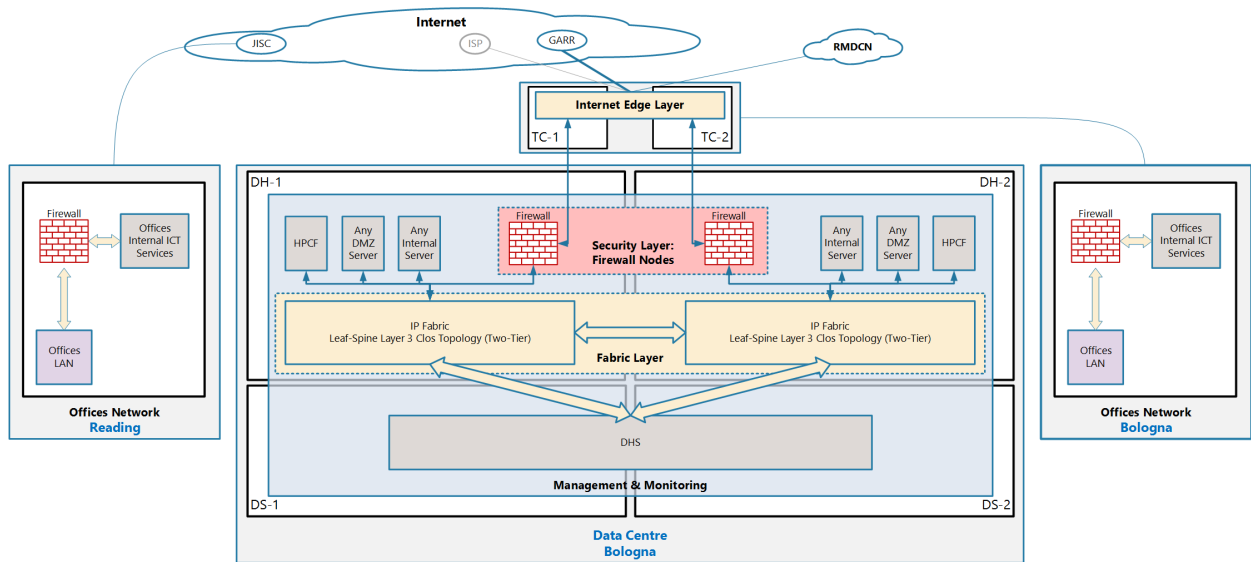 Internet
JISC
ISP
GARR
RMDCN
Internet Edge Layer
TC-1
TC-2
DH-1
DH-2
Firewall
Offices
Internal ICT
Services
Offices
LAN
Offices Network
Reading
HPCF
Any
DMZ
Server
Any
Internal
Server
Firewall
Security Layer:
Firewall Nodes
Firewall
Any
Internal
Server
Any
DMZ
Server
HPCF
IP Fabric
Leaf-Spine Layer 3 Clos Topology (Two-Tier)
IP Fabric
Leaf-Spine Layer 3 Clos Topology (Two-Tier)
Fabric Layer
DHS
Management & Monitoring
DS-1
DS-2
Data Centre
Bologna
Firewall
Offices
Internal ICT
Services
Offices
LAN
Offices Network
Bologna